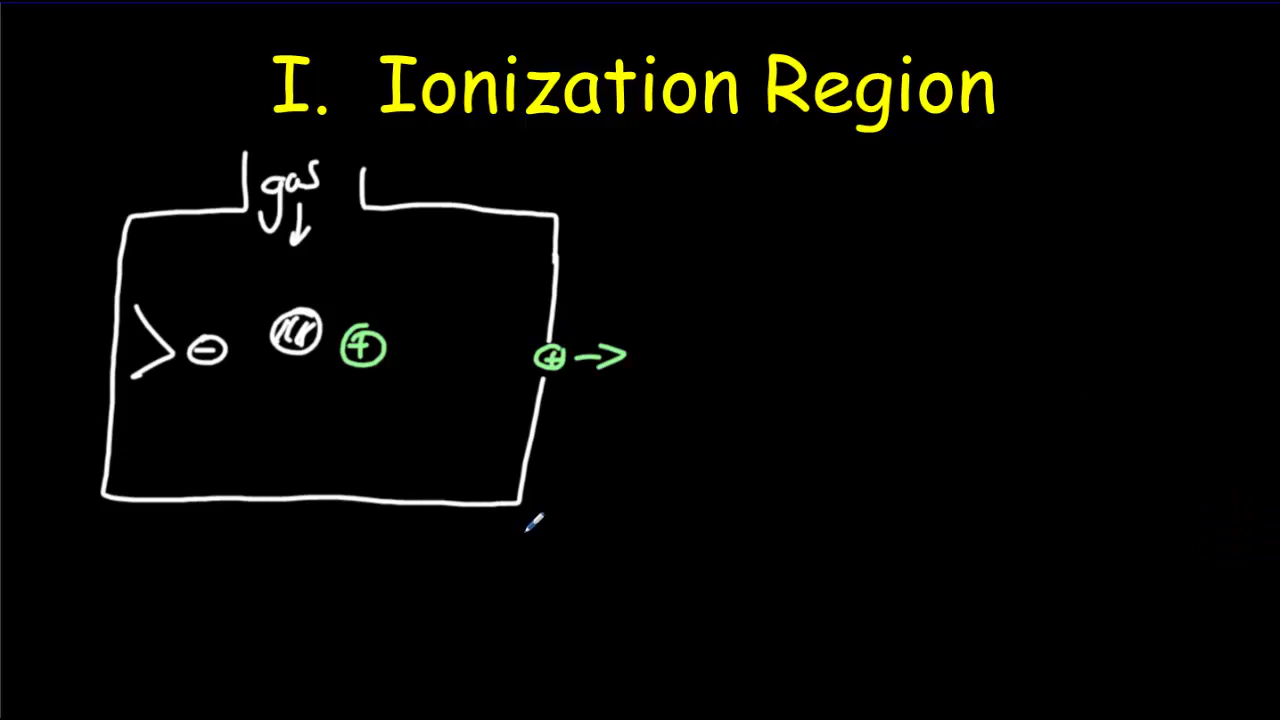 I. Ionization Region
gas
−
+
+